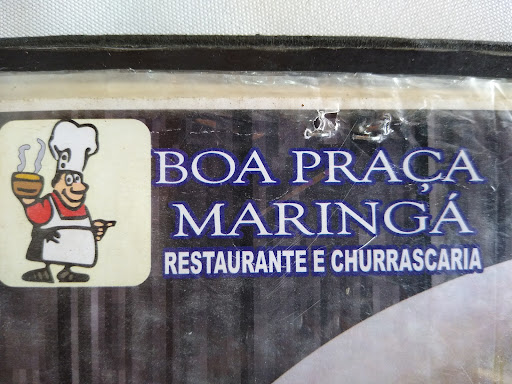 BOA PRAÇA
MARINGÁ
RESTAURANTE E CHURRASCARIA